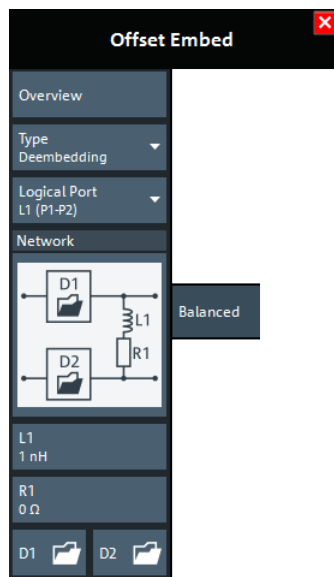 Offset Embed
Overview
Type
Deembedding
Logical Port
L1 (P1-P2)
Network
D1
L1
R1
D2
Balanced
L1
1 nH
R1
0 Ω
D1 D2